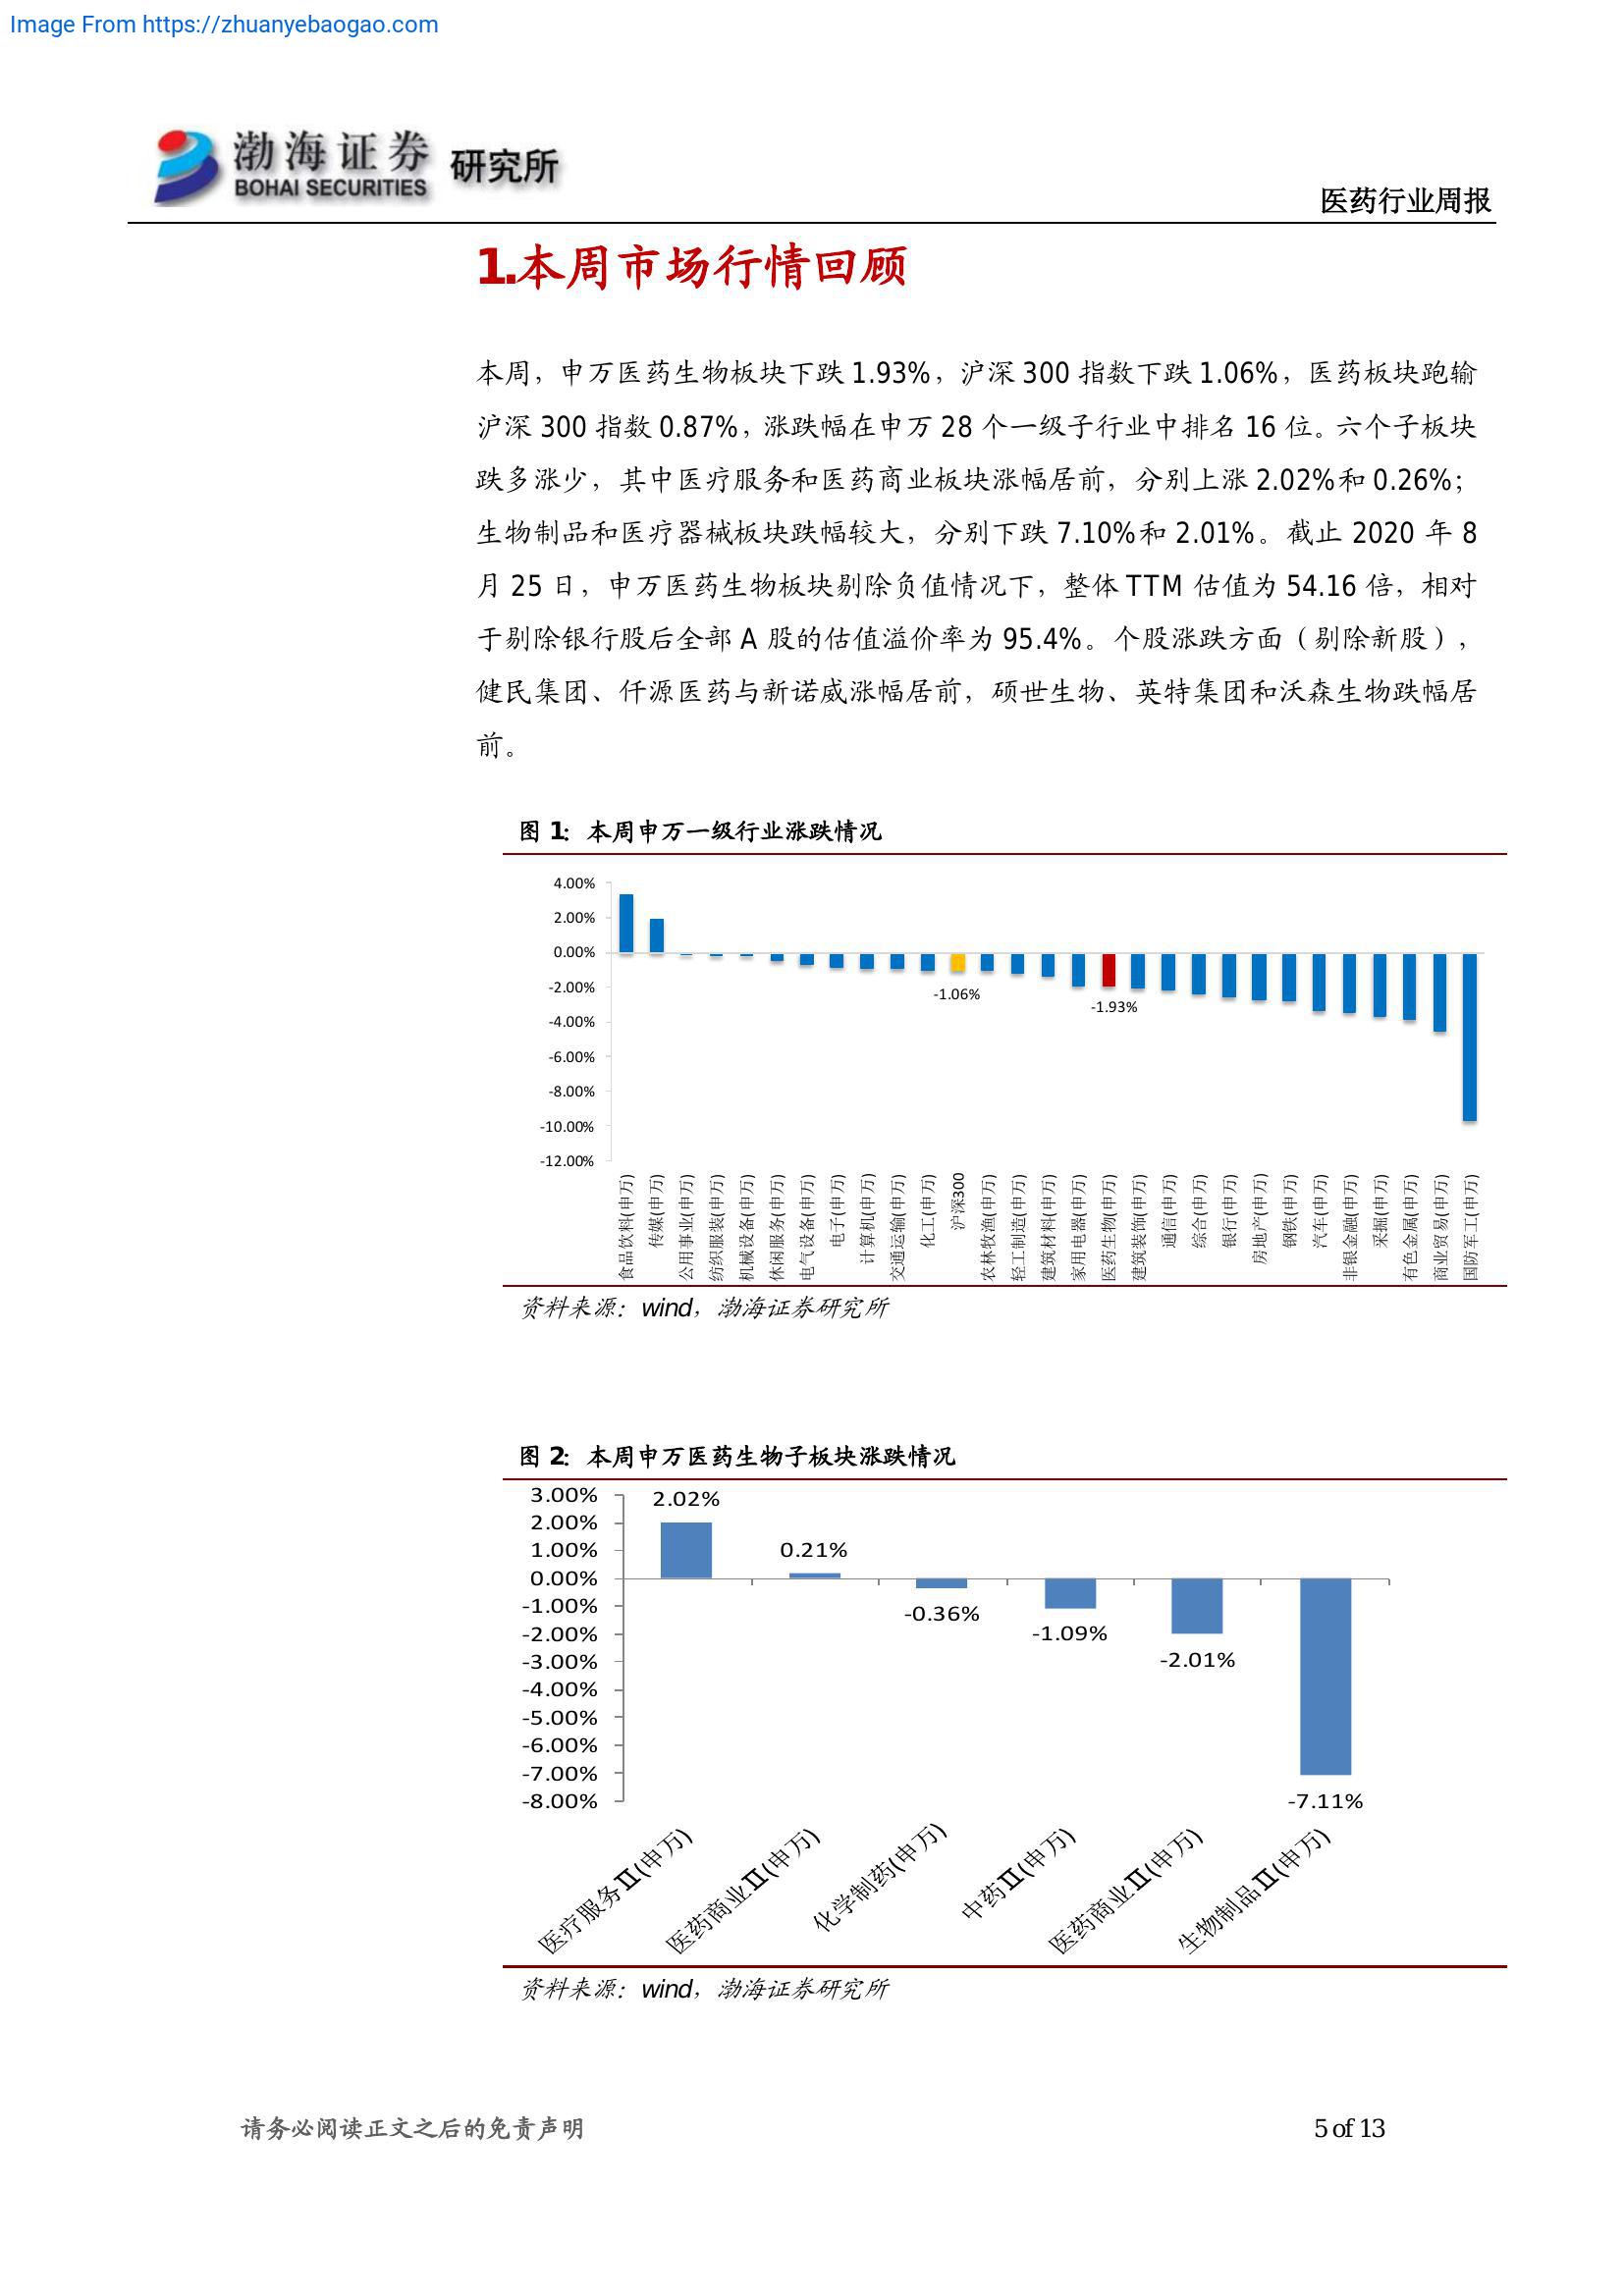 Image From https://zhuanyebaogao.com
渤海证券 研究所
BOHAI SECURITIES
医药行业周报
1.本周市场行情回顾
本周，申万医药生物板块下跌 1.93%，沪深 300 指数下跌 1.06%，医药板块跑输
沪深 300 指数 0.87%，涨跌幅在申万 28 个一级子行业中排名 16 位。六个子板块
跌多涨少，其中医疗服务和医药商业板块涨幅居前，分别上涨 2.02%和 0.26%；
生物制品和医疗器械板块跌幅较大，分别下跌 7.10%和 2.01%。截止 2020 年 8
月 25 日，申万医药生物板块剔除负值情况下，整体 TTM 估值为 54.16 倍，相对
于剔除银行股后全部 A 股的估值溢价率为 95.4%。个股涨跌方面（剔除新股），
健民集团、仟源医药与新诺威涨幅居前，硕世生物、英特集团和沃森生物跌幅居
前。
图 1：本周申万一级行业涨跌情况
4.00%
2.00%
0.00%
-2.00%
-4.00%
-6.00%
-8.00%
-10.00%
-12.00%
-1.06%
-1.93%
食品饮料(申万)
传媒(申万)
公用事业(申万)
纺织服装(申万)
机械设备(申万)
休闲服务(申万)
电气设备(申万)
电子(申万)
计算机(申万)
交通运输(申万)
化工(申万)
沪深300
农林牧渔(申万)
轻工制造(申万)
建筑材料(申万)
家用电器(申万)
医药生物(申万)
建筑装饰(申万)
通信(申万)
综合(申万)
银行(申万)
房地产(申万)
钢铁(申万)
汽车(申万)
非银金融(申万)
采掘(申万)
有色金属(申万)
商业贸易(申万)
国防军工(申万)
资料来源：wind，渤海证券研究所
图 2：本周申万医药生物子板块涨跌情况
3.00%
2.00%
1.00%
0.00%
-1.00%
-2.00%
-3.00%
-4.00%
-5.00%
-6.00%
-7.00%
-8.00%
2.02%
0.21%
-0.36%
-1.09%
-2.01%
-7.11%
医疗服务Ⅱ(申万)
医药商业Ⅱ(申万)
化学制药(申万)
中药Ⅱ(申万)
医药商业Ⅱ(申万)
生物制品Ⅱ(申万)
资料来源：wind，渤海证券研究所
请务必阅读正文之后的免责声明
5 of 13